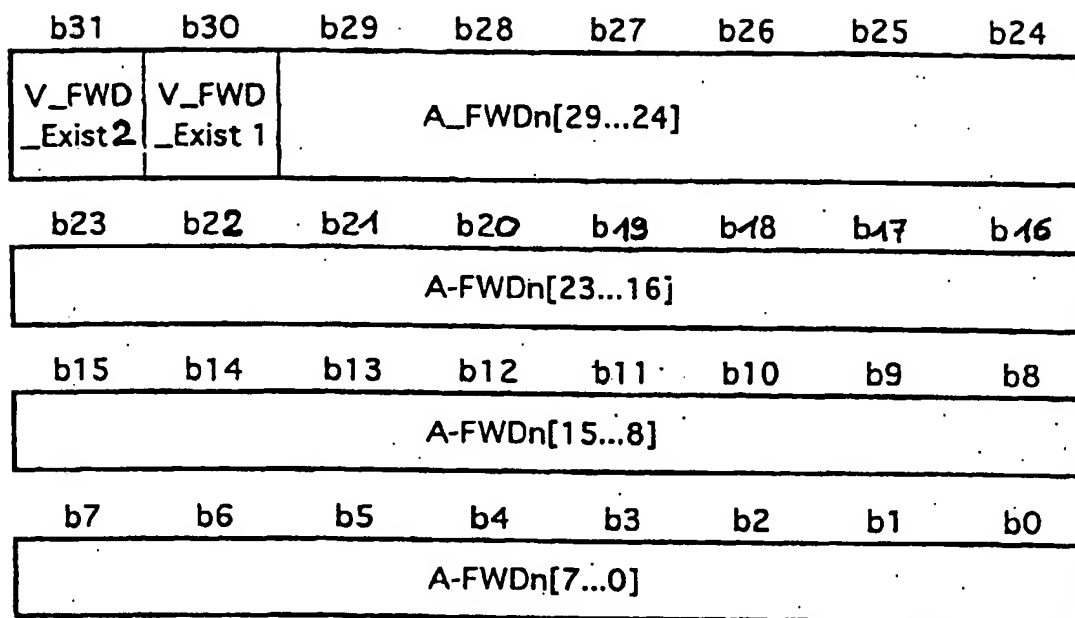 b31 b30 b29 b28 b27 b26 b25 b24
V_FWD V_FWD
A_FWDn[29...24]
_Exist2 _Exist 1
b23 b22 b21 b20 b19 b18 b17 b16
A-FWDn[23...16]
b15 b14 b13 b12 b11 b10 b9 b8
A-FWDn[15...8]
b7 b6 b5 b4 b3 b2 b1 b0
A-FWDn[7...0]